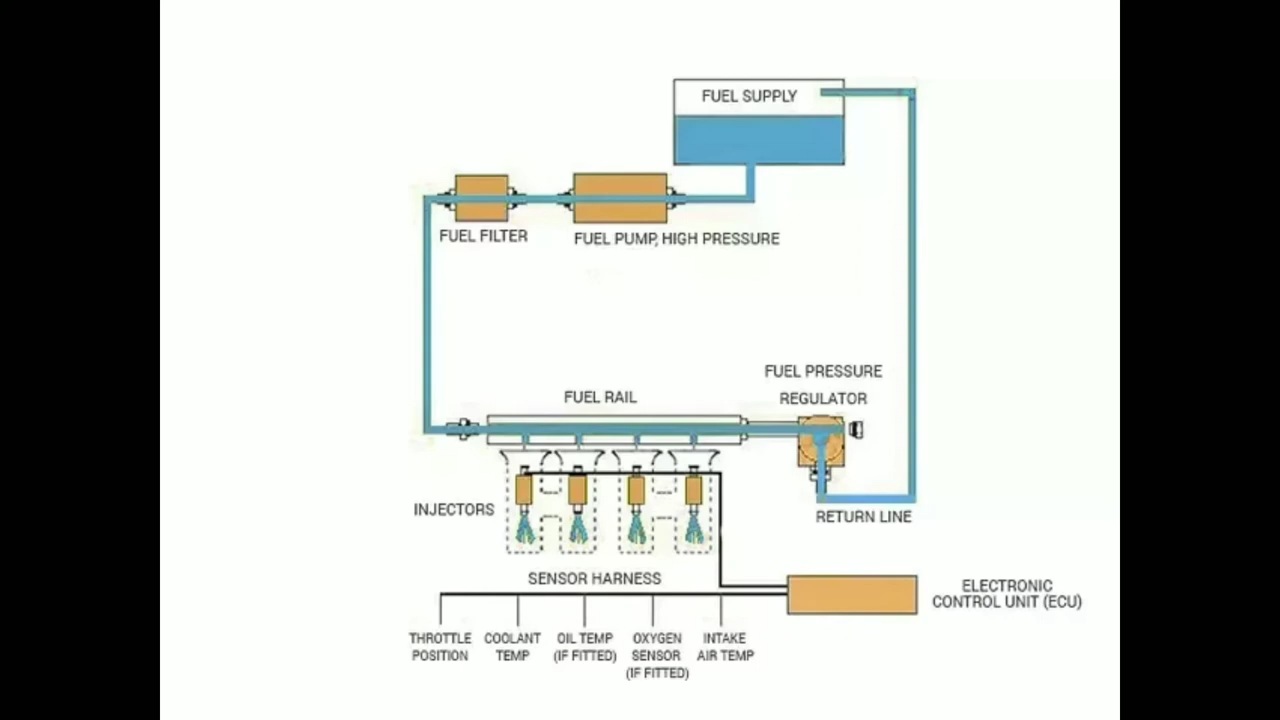 FUEL SUPPLY
FUEL FILTER
FUEL PUMP, HIGH PRESSURE
FUEL PRESSURE
REGULATOR
FUEL RAIL
INJECTORS
RETURN LINE
SENSOR HARNESS
ELECTRONIC
CONTROL UNIT (ECU)
THROTTLE
POSITION
COOLANT
TEMP
OIL TEMP
(IF FITTED)
OXYGEN
SENSOR
(IF FITTED)
INTAKE
AIR TEMP